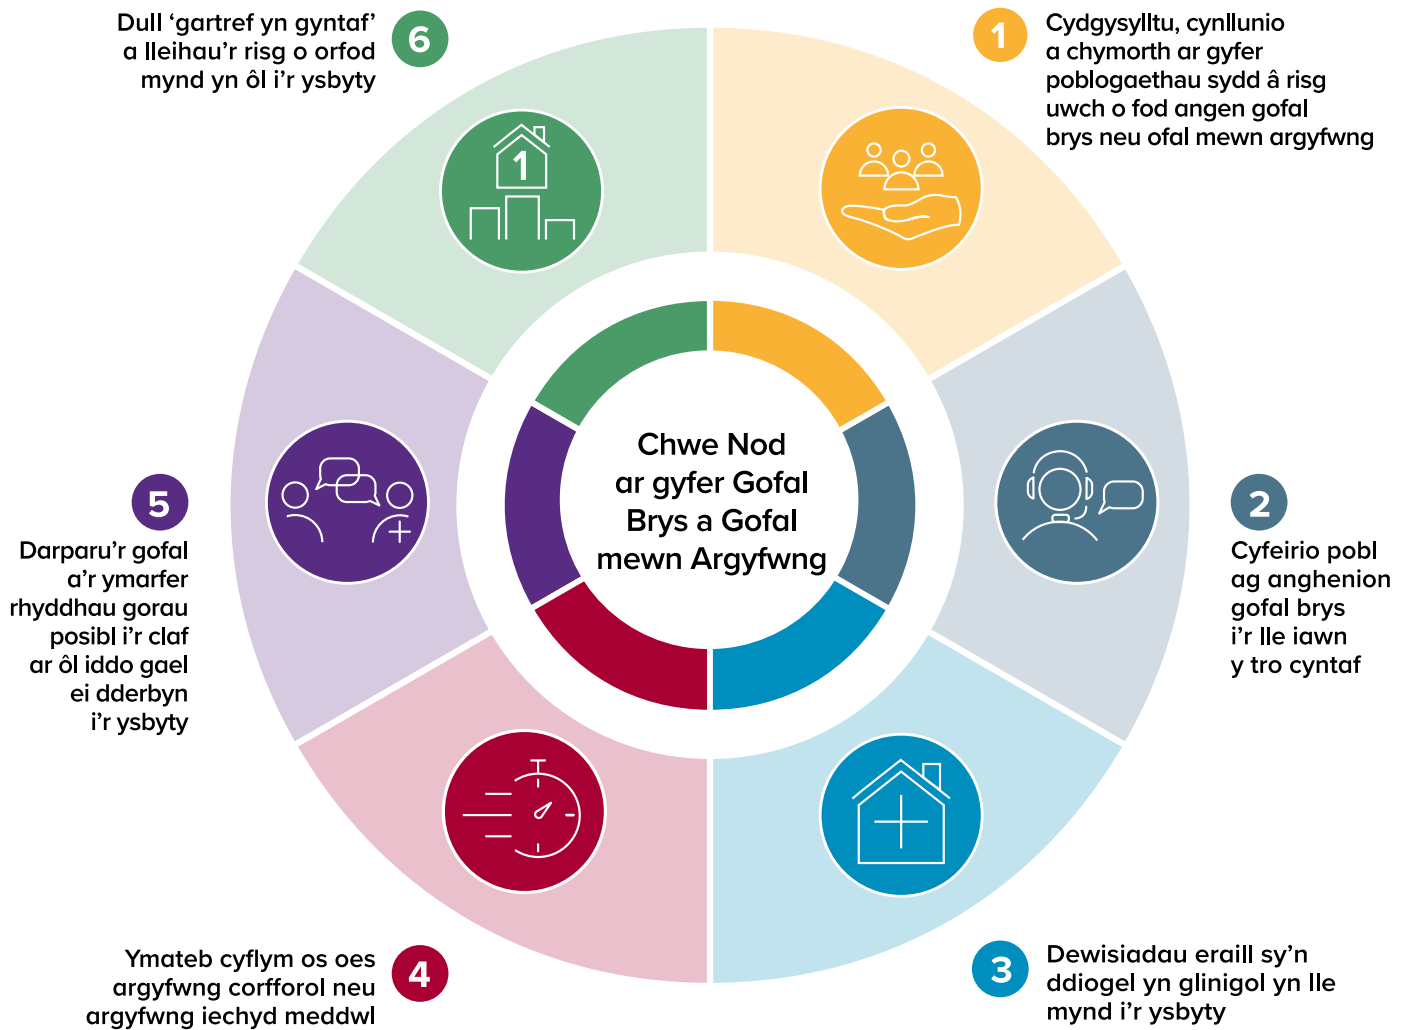 Chwe Nod
ar gyfer Gofal
Brys a Gofal
mewn Argyfwng
1
Cydgysylltu, cynllunio
a chymorth ar gyfer
poblogaethau sydd â risg
uwch o fod angen gofal
brys neu ofal mewn argyfwng
2
Cyfeirio pobl
ag anghenion
gofal brys
i'r lle iawn
y tro cyntaf
3
Dewisiadau eraill sy'n
ddiogel yn glinigol yn lle
mynd i'r ysbyty
4
Ymateb cyflym os oes
argyfwng corfforol neu
argyfwng iechyd meddwl
5
Darparu'r gofal
a'r ymarfer
rhyddhau gorau
posibl i'r claf
ar ôl iddo gael
ei dderbyn
i'r ysbyty
6
Dull 'gartref yn gyntaf'
a lleihau'r risg o orfod
mynd yn ôl i'r ysbyty
1